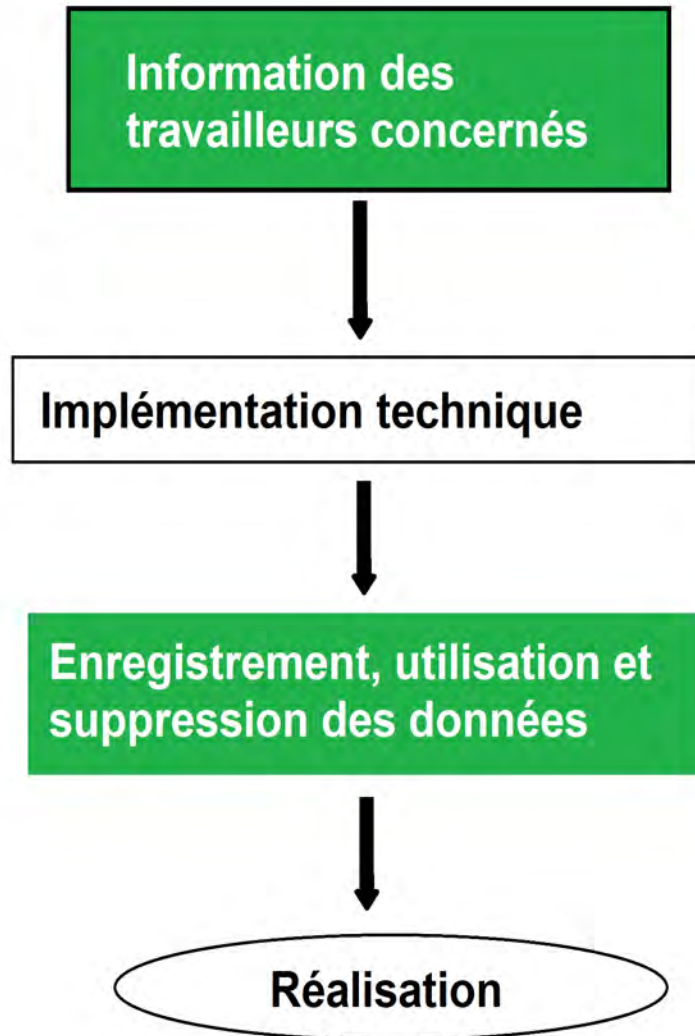 Information des
travailleurs concernés
Implémentation technique
Enregistrement, utilisation et
suppression des données
Réalisation